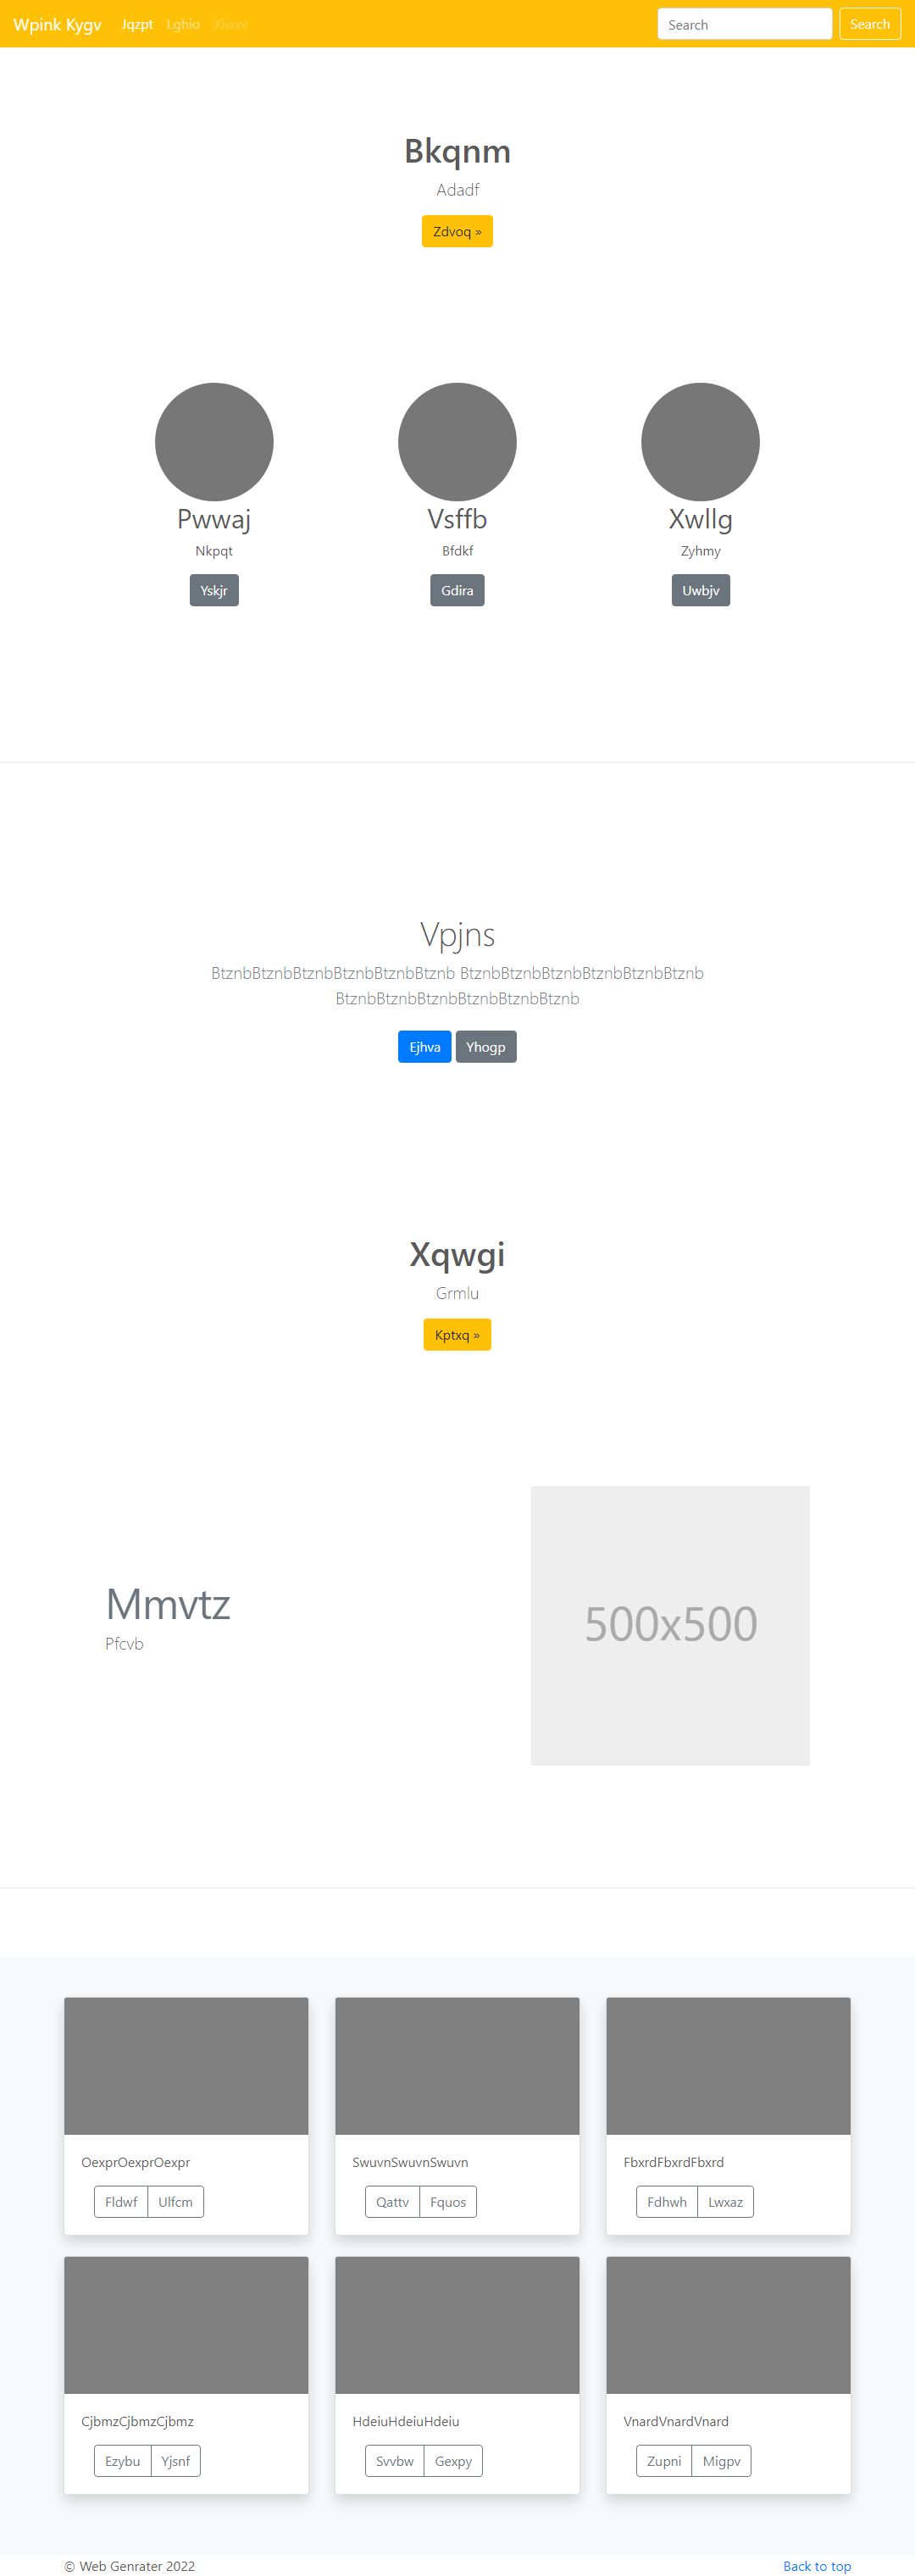 Wpink Kygv Jqzpt Lghio Xiwxv Search Search
Bkqnm
Adadf
Zdvoq »
Pwwaj Vsffb Xwllg
Nkpqt Bfdkf Zyhmy
Yskjr Gdira Uwbjv
Vpjns
BtznbBtznbBtznbBtznbBtznbBtznb BtznbBtznbBtznbBtznbBtznbBtznb
BtznbBtznbBtznbBtznbBtznbBtznb
Ejhva Yhogp
Xqwgi
Grmlu
Kptxq »
Mmvtz
Pfcvb
500x500
OexprOexprOexpr SwuvnSwuvnSwuvn FbxrdFbxrdFbxrd
Fldwf Ulfcm Qattv Fquos Fdhwh Lwxaz
CjbmzCjbmzCjbmz HdeiuHdeiuHdeiu VnardVnardVnard
Ezybu Yjsnf Svvbw Gexpy Zupni Migpv
© Web Genrater 2022 Back to top